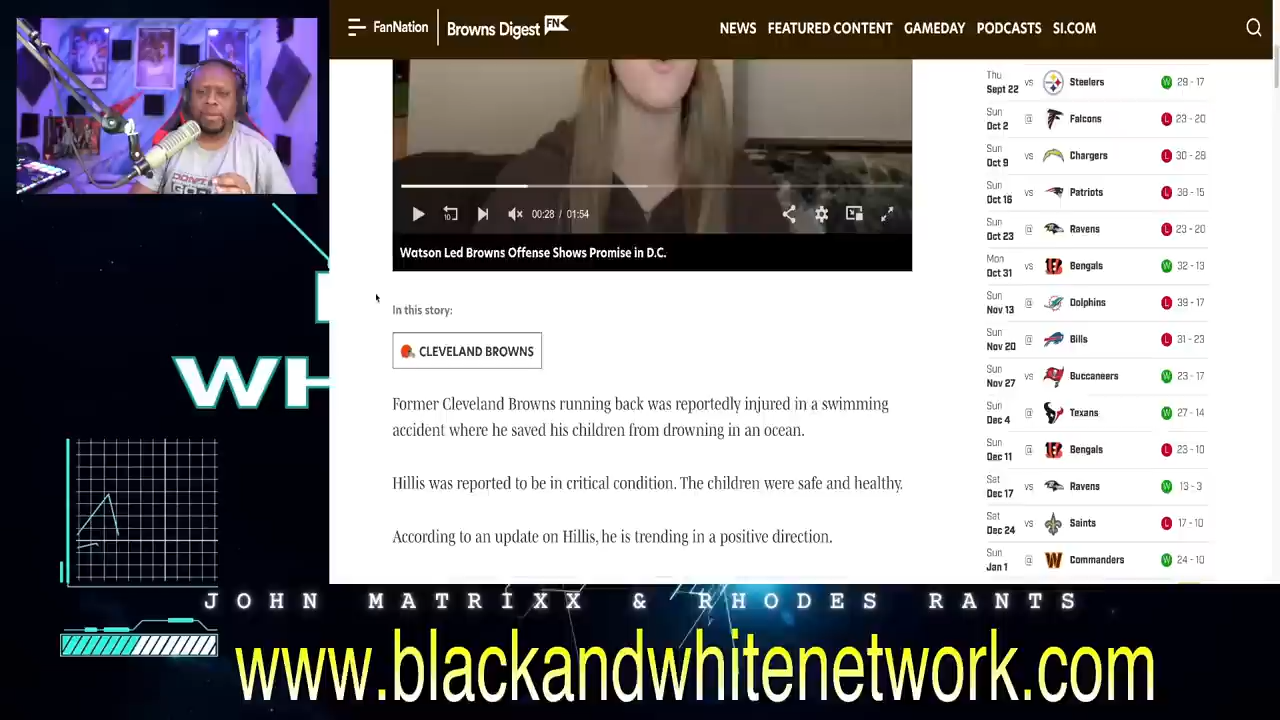 FanNation Browns Digest FN
NEWS FEATURED CONTENT GAMEDAY PODCASTS SI.COM
10 00:28 / 01:54
Watson Led Browns Offense Shows Promise in D.C.
In this story:
CLEVELAND BROWNS
Former Cleveland Browns running back was reportedly injured in a swimming
accident where he saved his children from drowning in an ocean.
Hillis was reported to be in critical condition. The children were safe and healthy.
According to an update on Hillis, he is trending in a positive direction.
Thu Sept 22 vs Steelers W 29 - 17
Sun Oct 2 @ Falcons L 23 - 20
Sun Oct 9 vs Chargers L 30 - 28
Sun Oct 16 vs Patriots L 38 - 15
Sun Oct 23 @ Ravens L 23 - 20
Mon Oct 31 vs Bengals W 32 - 13
Sun Nov 13 @ Dolphins L 39 - 17
Sun Nov 20 @ Bills L 31 - 23
Sun Nov 27 vs Buccaneers W 23 - 17
Sun Dec 4 @ Texans W 27 - 14
Sun Dec 11 @ Bengals L 23 - 10
Sat Dec 17 vs Ravens W 13 - 3
Sat Dec 24 vs Saints L 17 - 10
Sun Jan 1 @ Commanders W 24 - 10
WH
JOHN MATRIXX & RHODES RANTS
www.blackandwhitenetwork.com